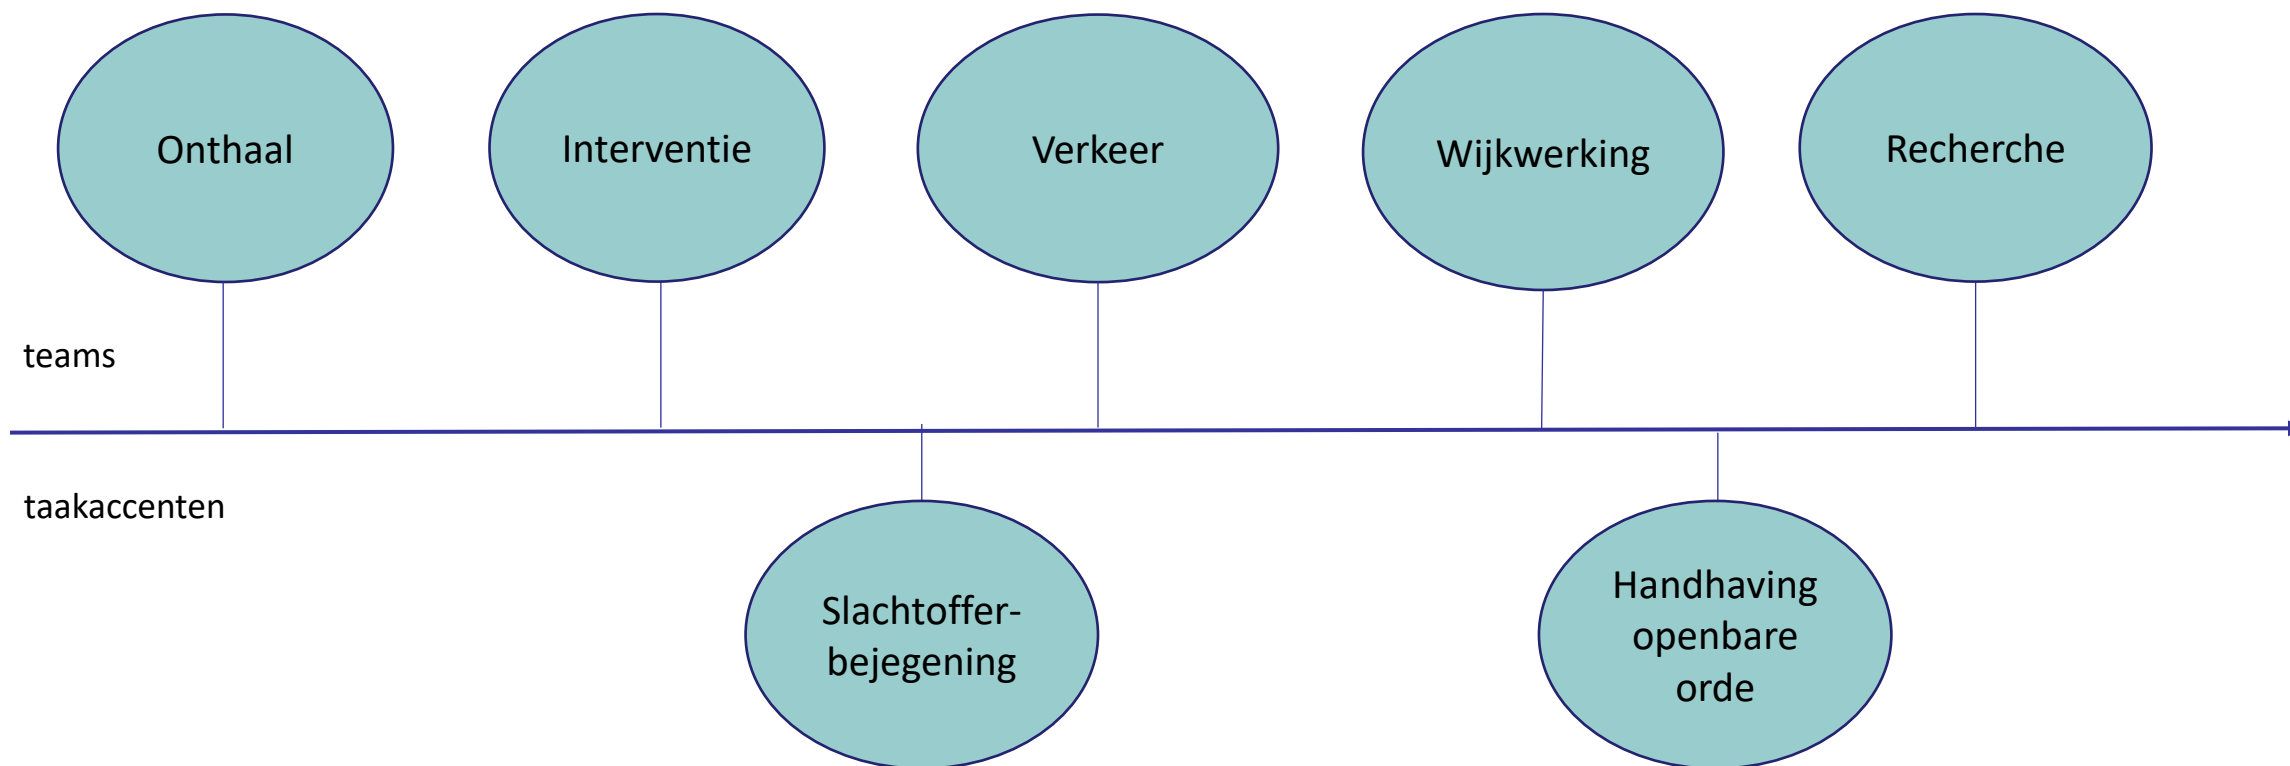 Onthaal
Interventie
Verkeer
Wijkwerking
Recherche
teams
taakaccenten
Slachtoffer-
bejegening
Handhaving
openbare
orde